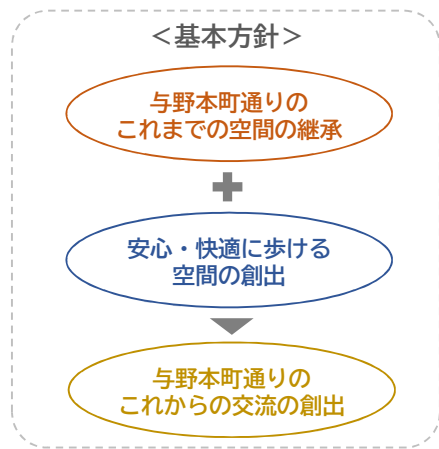 ＜基本方針＞
与野本町通りの
これまでの空間の継承
安心・快適に歩ける
空間の創出
与野本町通りの
これからの交流の創出